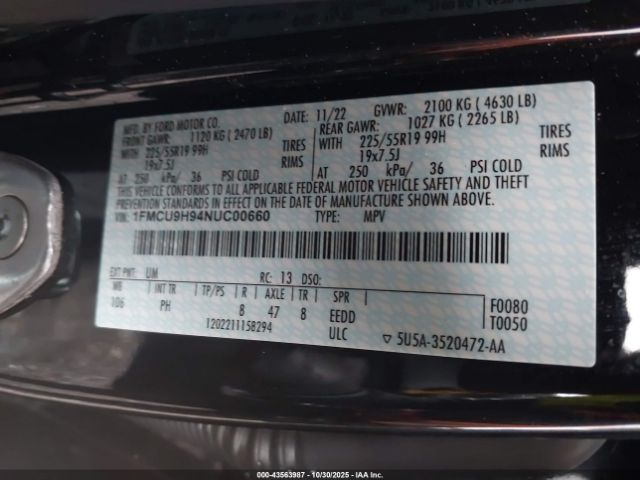 MFD. BY FORD MOTOR CO.
DATE: 11/22 GVWR: 2100 KG ( 4630 LB)
FRONT GAWR: 1120 KG ( 2470 LB)
REAR GAWR: 1027 KG ( 2265 LB)
WITH 225/55R19 99H TIRES
WITH 225/55R19 99H TIRES
19x7.5J RIMS
19x7.5J RIMS
AT 250 kPa/ 36 PSI COLD
AT 250 kPa/ 36 PSI COLD
THIS VEHICLE CONFORMS TO ALL APPLICABLE FEDERAL MOTOR VEHICLE SAFETY AND THEFT
PREVENTION STANDARDS IN EFFECT ON THE DATE OF MANUFACTURE SHOWN ABOVE.
VIN: 1FMCU9H94NUC00660 TYPE: MPV
EXT PNT: UM RC: 13 DSO:
WB INT TR TP/PS R AXLE TR SPR
106 PH 8 47 8 EEDD
F0080
T0050
1202211158294 ULC
▽ 5U5A-3520472-AA
000-43563987 - 10/30/2025 - IAA Inc.